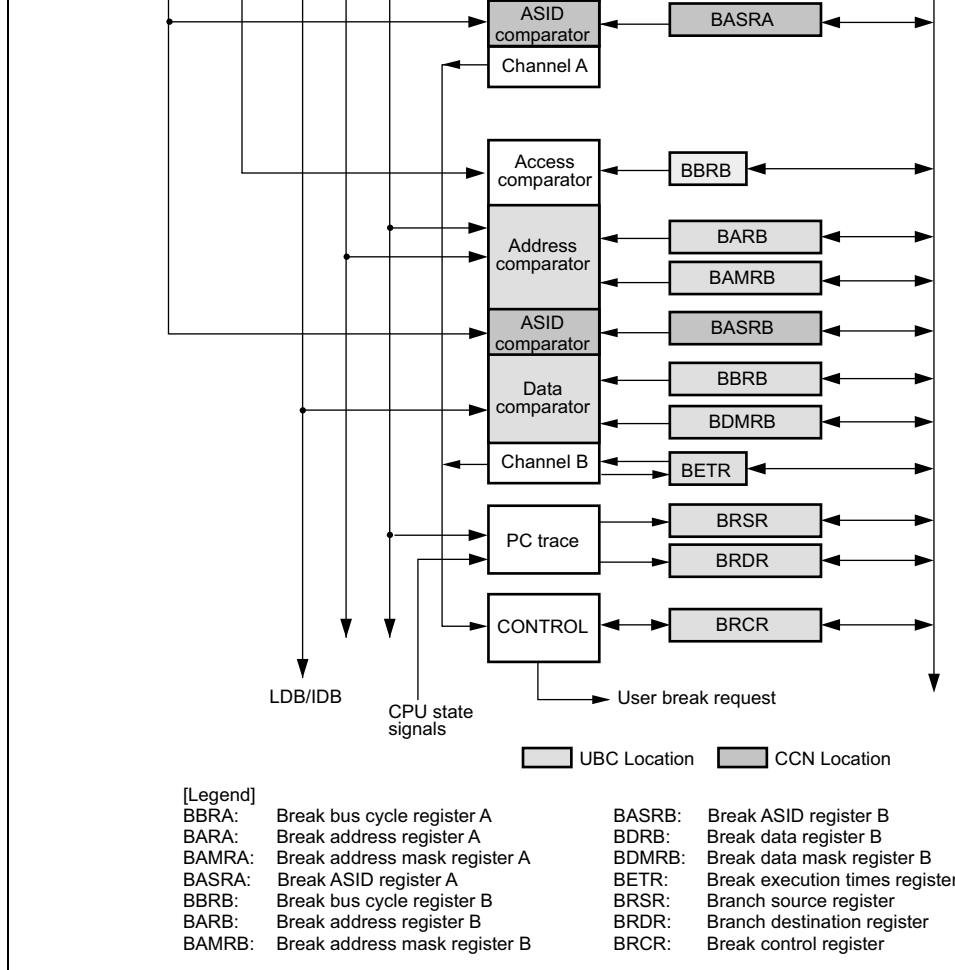 ASID
comparator
BASRA
Channel A
Access
comparator
BBRB
Address
comparator
BARB
BAMRB
ASID
comparator
BASRB
Data
comparator
BBRB
BDMRB
Channel B
BETR
PC trace
BRSR
BRDR
CONTROL
BRCR
LDB/IDB
CPU state
signals
User break request
UBC Location
CCN Location
[Legend]
BBRA: Break bus cycle register A
BARA: Break address register A
BAMRA: Break address mask register A
BASRA: Break ASID register A
BBRB: Break bus cycle register B
BARB: Break address register B
BAMRB: Break address mask register B
BASRB: Break ASID register B
BDRB: Break data register B
BDMRB: Break data mask register B
BETR: Break execution times register
BRSR: Branch source register
BRDR: Branch destination register
BRCR: Break control register